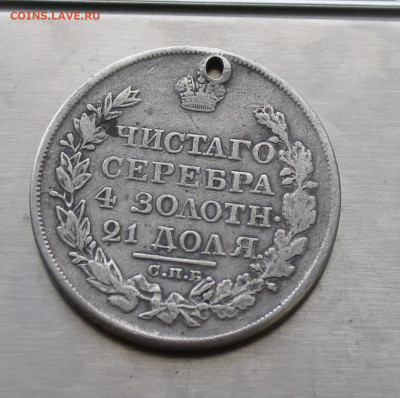 COINS.LAVE.RU
ЧИСТАГО
СЕРЕБРА
4 ЗОЛОТН.
21 ДОЛЯ.
С.П.Б.